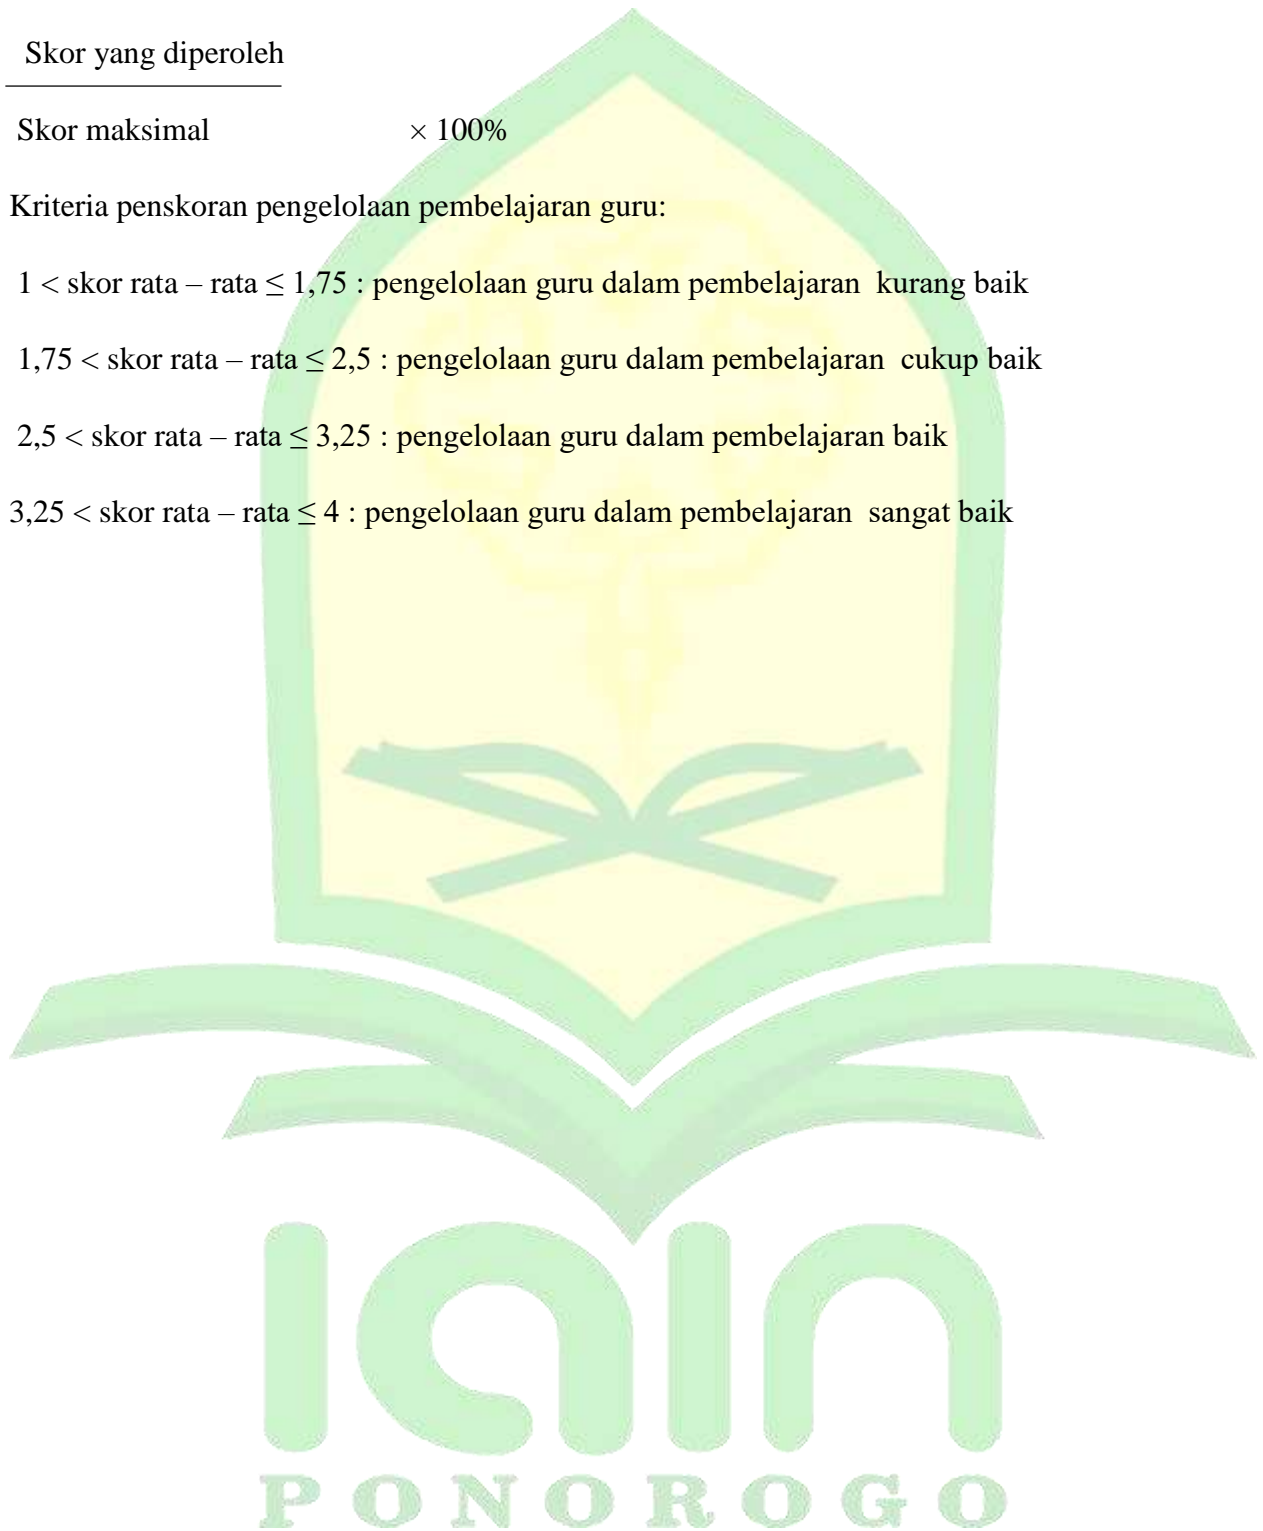 Skor yang diperoleh
Skor maksimal × 100%
Kriteria penskoran pengelolaan pembelajaran guru:
1 < skor rata – rata ≤ 1,75 : pengelolaan guru dalam pembelajaran kurang baik
1,75 < skor rata – rata ≤ 2,5 : pengelolaan guru dalam pembelajaran cukup baik
2,5 < skor rata – rata ≤ 3,25 : pengelolaan guru dalam pembelajaran baik
3,25 < skor rata – rata ≤ 4 : pengelolaan guru dalam pembelajaran sangat baik
iain
PONOROGO